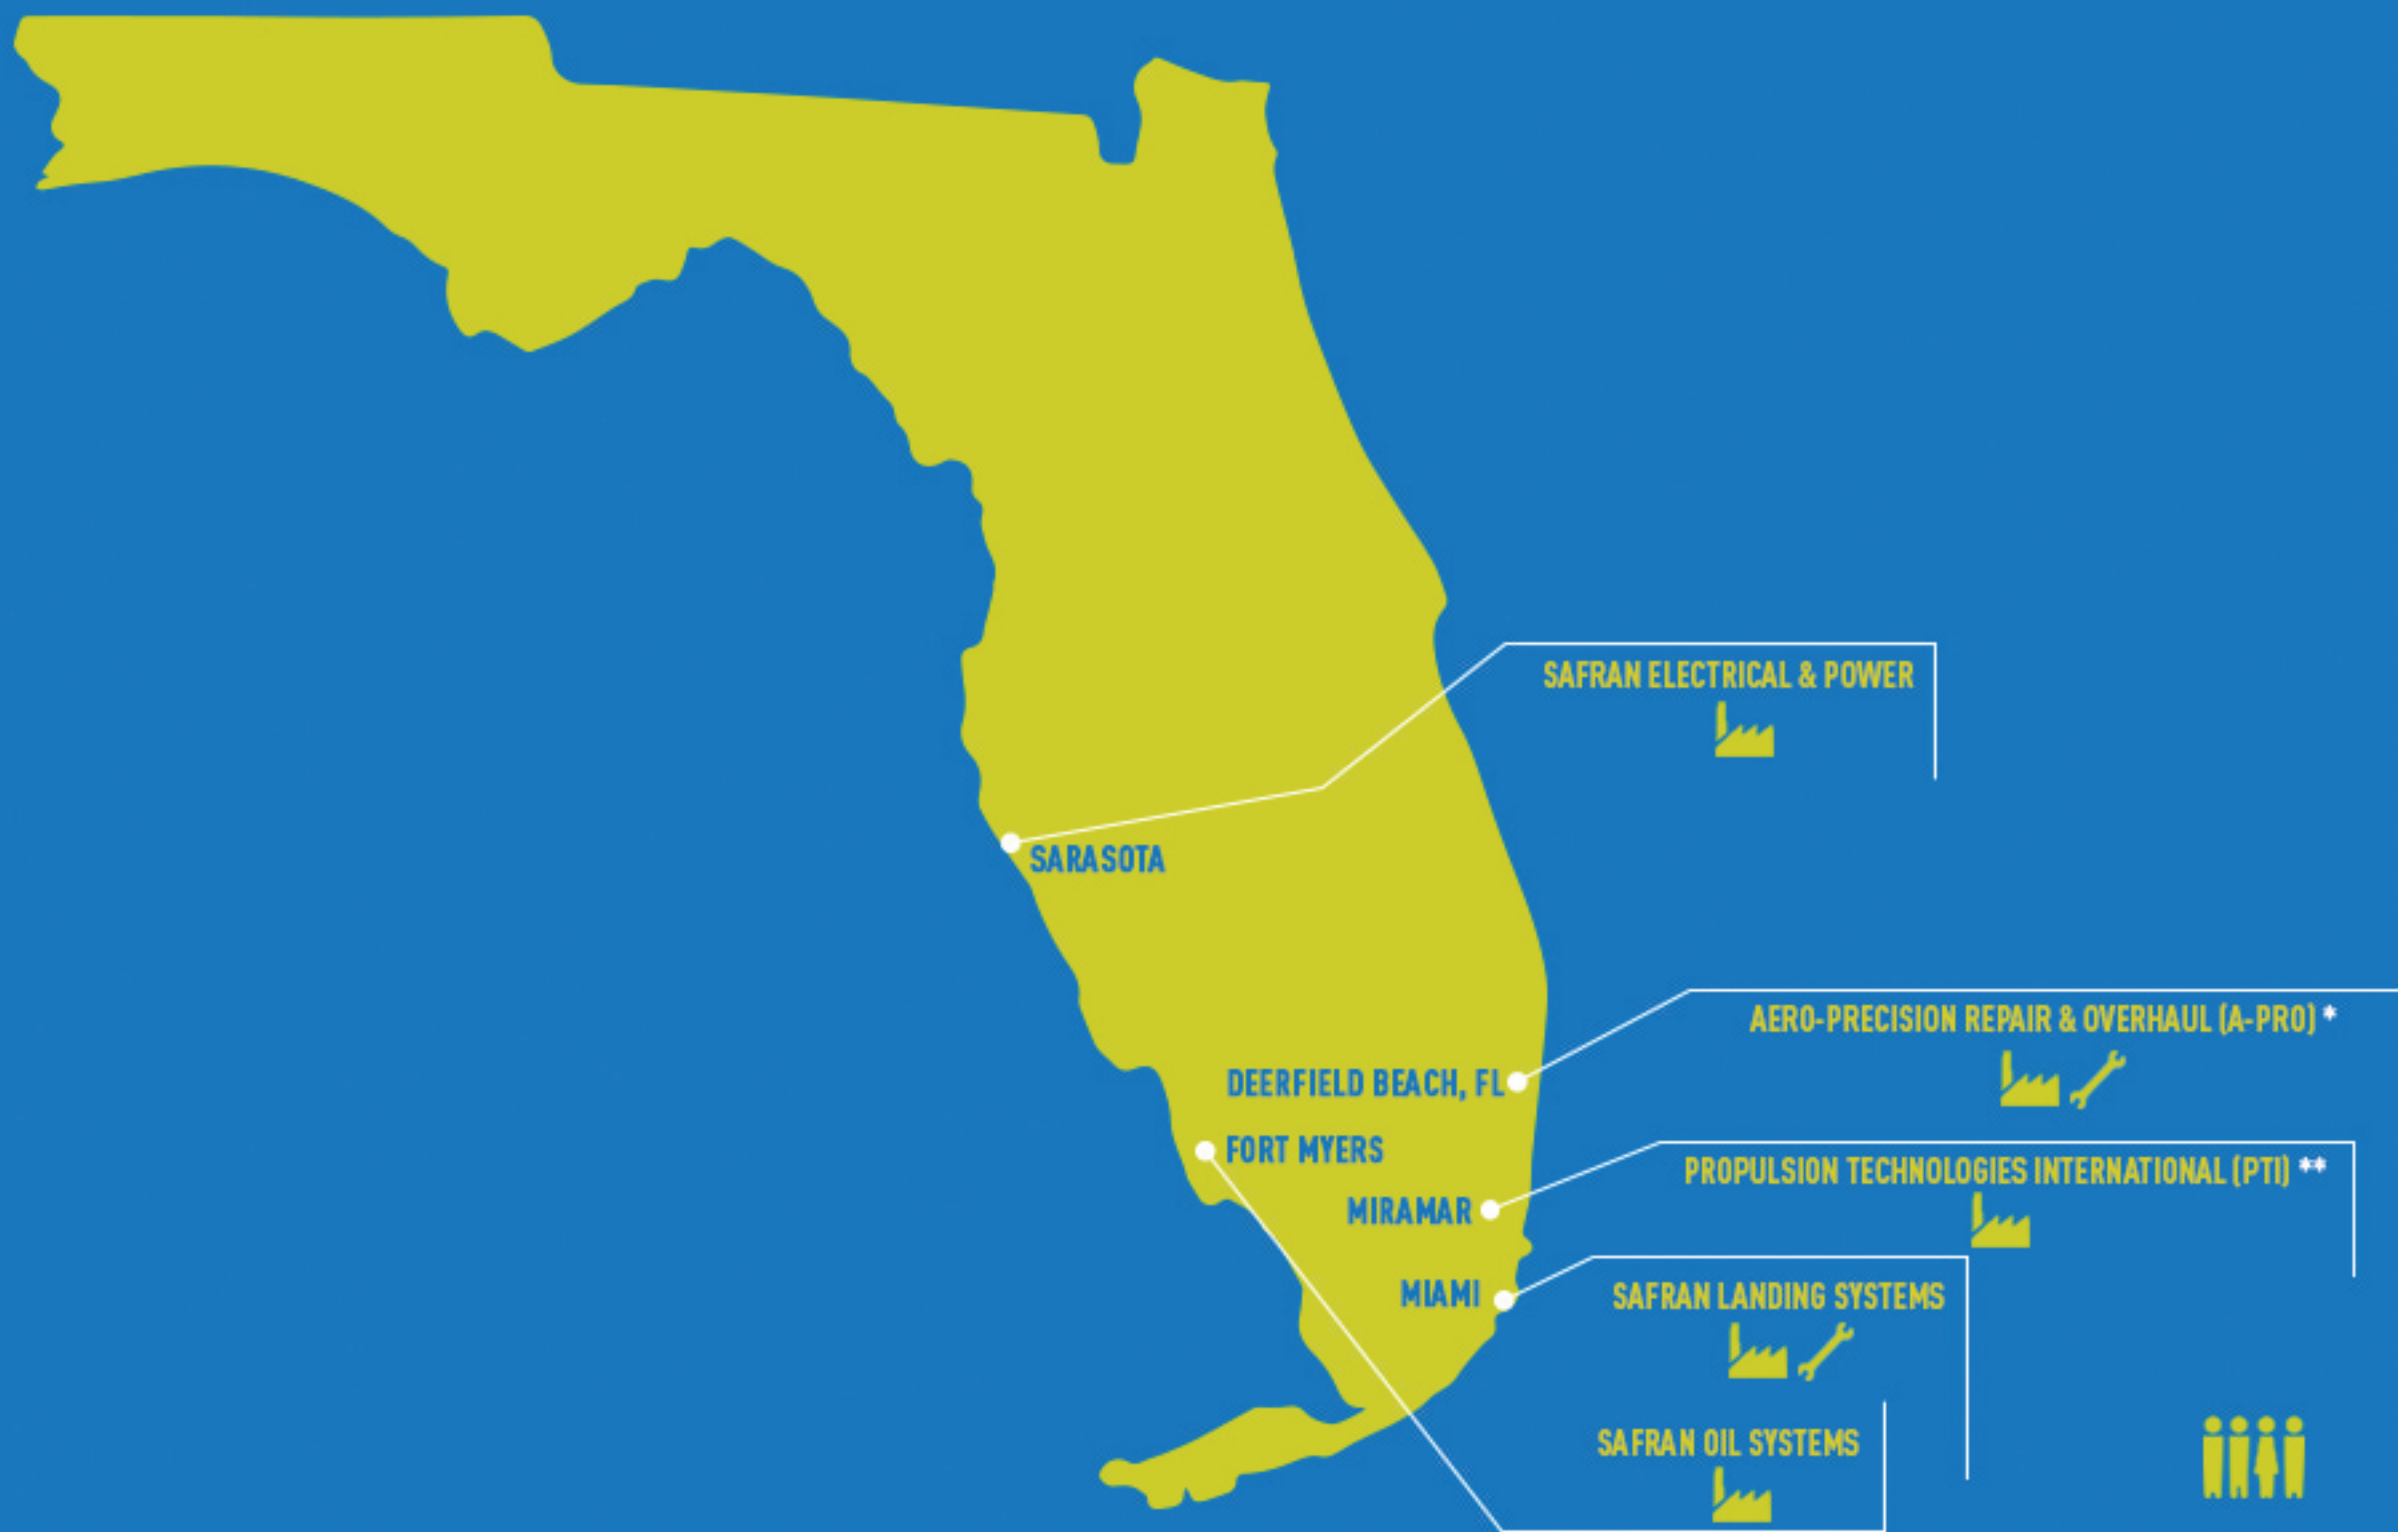 SAFRAN ELECTRICAL & POWER
SARASOTA
AERO-PRECISION REPAIR & OVERHAUL (A-PRO) *
DEERFIELD BEACH, FL
FORT MYERS
PROPULSION TECHNOLOGIES INTERNATIONAL (PTI) **
MIRAMAR
MIAMI
SAFRAN LANDING SYSTEMS
SAFRAN OIL SYSTEMS